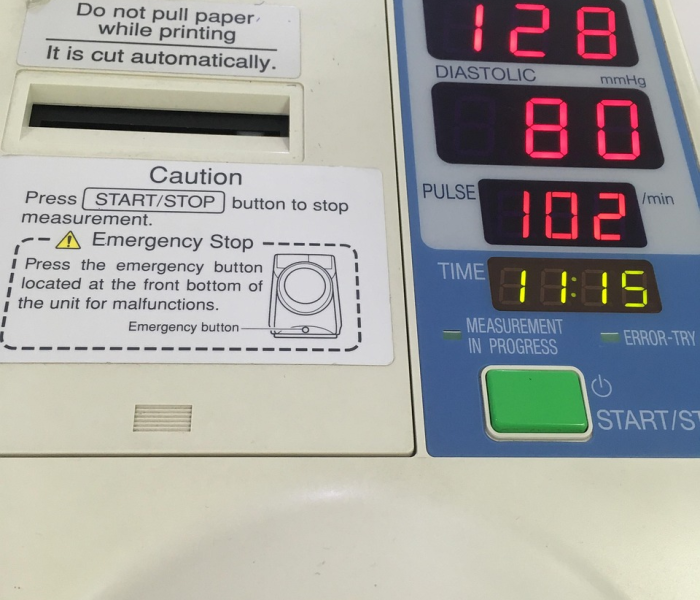 Do not pull paper
while printing
It is cut automatically.
Caution
Press START/STOP button to stop
measurement.
Emergency Stop
Press the emergency button
located at the front bottom of
the unit for malfunctions.
Emergency button
128
DIASTOLIC mmHg
80
PULSE 102 /min
TIME 11:15
MEASUREMENT
IN PROGRESS
ERROR-TRY
START/ST